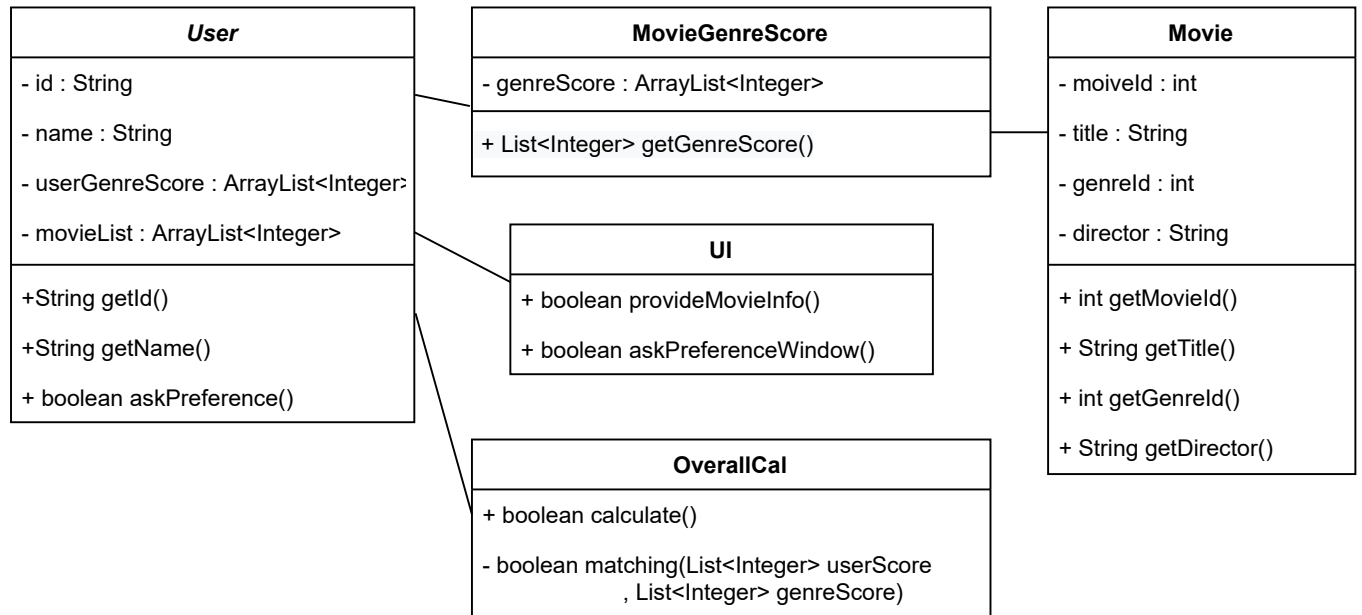 User
- id : String
- name : String
- userGenreScore : ArrayList<Integer>
- movieList : ArrayList<Integer>
+String getId()
+String getName()
+ boolean askPreference()
MovieGenreScore
- genreScore : ArrayList<Integer>
+ List<Integer> getGenreScore()
UI
+ boolean provideMovieInfo()
+ boolean askPreferenceWindow()
OverallCal
+ boolean calculate()
- boolean matching(List<Integer> userScore
, List<Integer> genreScore)
Movie
- moiveId : int
- title : String
- genreId : int
- director : String
+ int getMovieId()
+ String getTitle()
+ int getGenreId()
+ String getDirector()